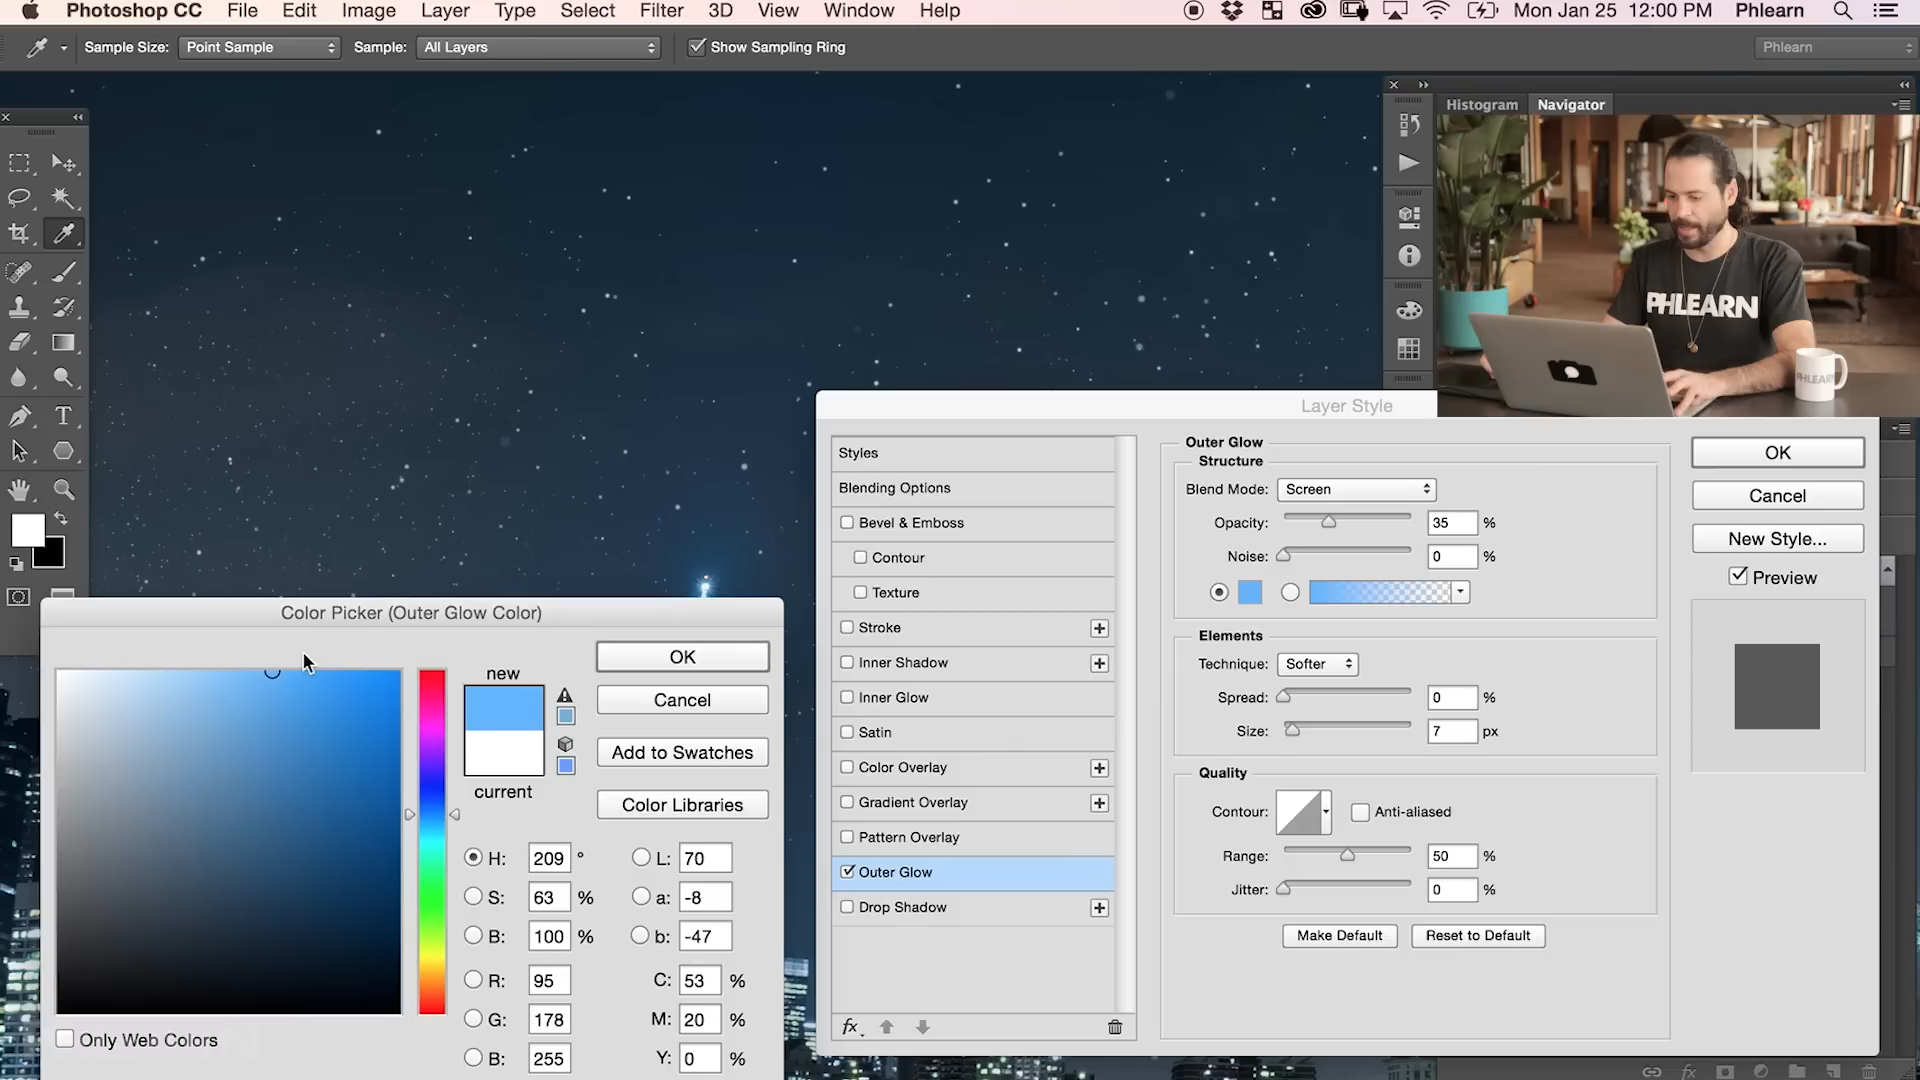 Photoshop CC File Edit Image Layer Type Select Filter 3D View Window Help Mon Jan 25 12:00 PM Phlearn
Sample Size: Point Sample Sample: All Layers Show Sampling Ring Phlearn
Histogram Navigator
PHLEARN
PHLEARN
Layer Style
Styles
Blending Options
Bevel & Emboss
Contour
Texture
Stroke
Inner Shadow
Inner Glow
Satin
Color Overlay
Gradient Overlay
Pattern Overlay
Outer Glow
Drop Shadow
fx
Outer Glow
Structure
Blend Mode: Screen
Opacity: 35 %
Noise: 0 %
Elements
Technique: Softer
Spread: 0 %
Size: 7 px
Quality
Contour: Anti-aliased
Range: 50 %
Jitter: 0 %
Make Default Reset to Default
OK
Cancel
New Style...
Preview
Color Picker (Outer Glow Color)
new
current
OK
Cancel
Add to Swatches
Color Libraries
H: 209 ° L: 70
S: 63 % a: -8
B: 100 % b: -47
R: 95 C: 53 %
G: 178 M: 20 %
B: 255 Y: 0 %
Only Web Colors
fx